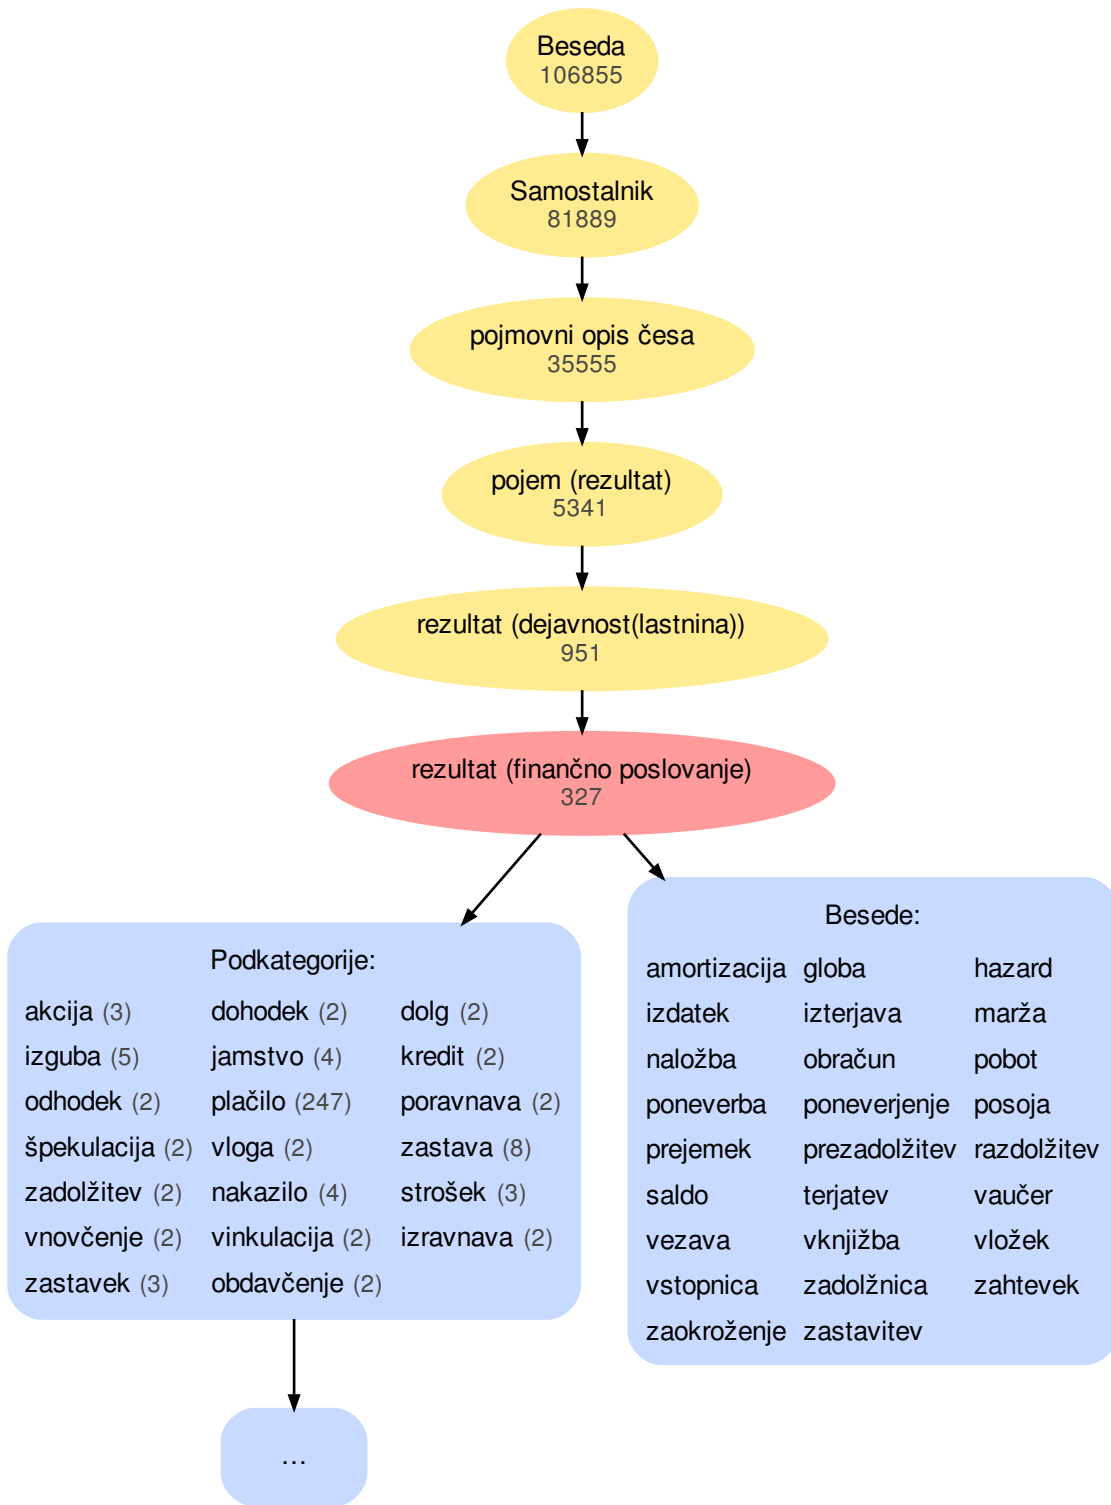 Beseda
106855
Samostalnik
81889
pojmovni opis česa
35555
pojem (rezultat)
5341
rezultat (dejavnost(lastnina))
951
rezultat (finančno poslovanje)
327
Podkategorije:
akcija (3) dohodek (2) dolg (2)
izguba (5) jamstvo (4) kredit (2)
odhodek (2) plačilo (247) poravnava (2)
špekulacija (2) vloga (2) zastava (8)
zadolžitev (2) nakazilo (4) strošek (3)
vnovčenje (2) vinkulacija (2) izravnava (2)
zastavek (3) obdavčenje (2)
...
Besede:
amortizacija globa hazard
izdatek izterjava marža
naložba obračun pobot
poneverba poneverjenje posoja
prejemek prezadolžitev razdolžitev
saldo terjatev vaučer
vezava vknjižba vložek
vstopnica zadolžnica zahtevek
zaokroženje zastavitev